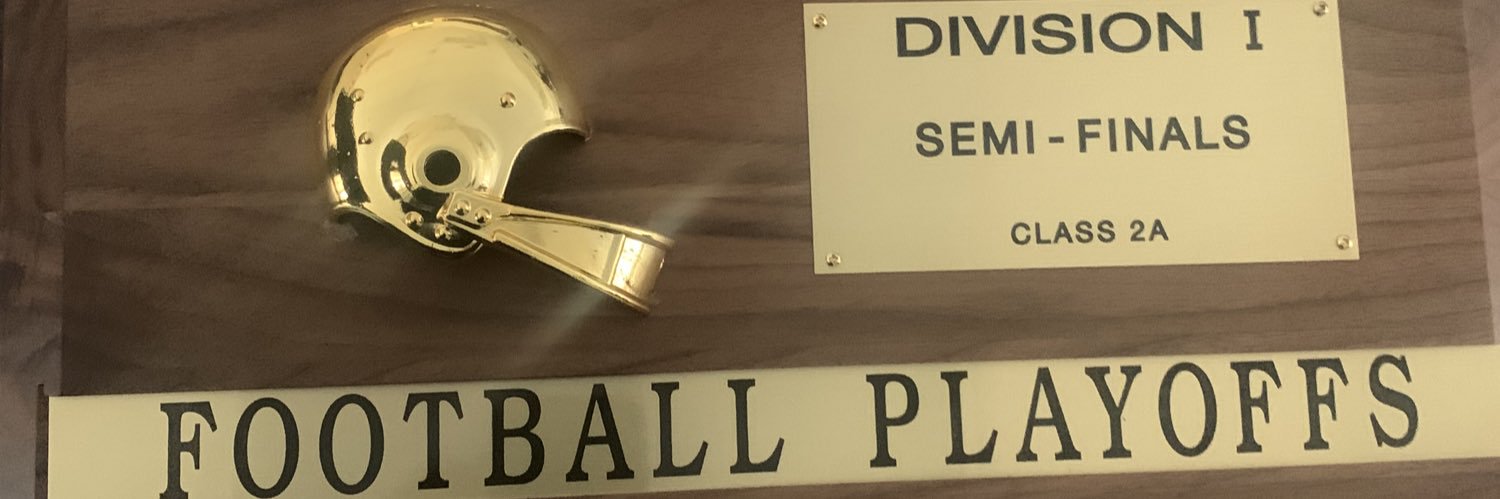 DIVISION I
SEMI-FINALS
CLASS 2A
FOOTBALL PLAYOFFS